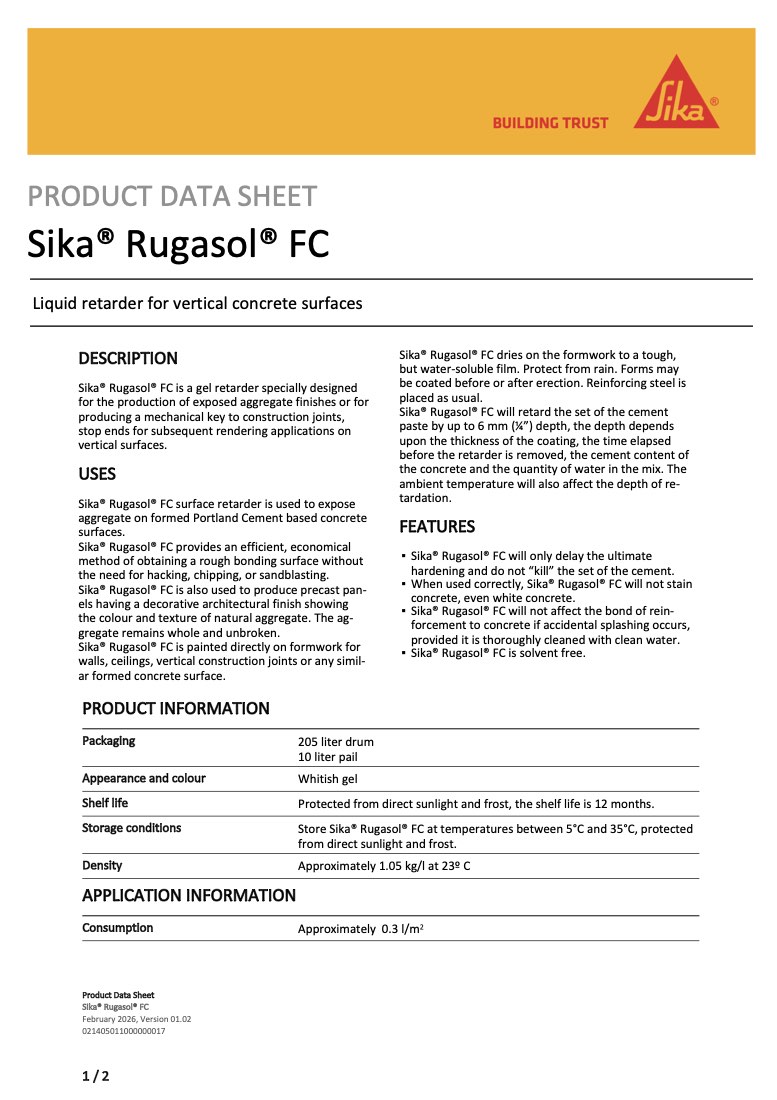 BUILDING TRUST
Sika®
PRODUCT DATA SHEET
Sika® Rugasol® FC
Liquid retarder for vertical concrete surfaces
DESCRIPTION
Sika® Rugasol® FC is a gel retarder specially designed
for the production of exposed aggregate finishes or for
producing a mechanical key to construction joints,
stop ends for subsequent rendering applications on
vertical surfaces.
USES
Sika® Rugasol® FC surface retarder is used to expose
aggregate on formed Portland Cement based concrete
surfaces.
Sika® Rugasol® FC provides an efficient, economical
method of obtaining a rough bonding surface without
the need for hacking, chipping, or sandblasting.
Sika® Rugasol® FC is also used to produce precast pan-
els having a decorative architectural finish showing
the colour and texture of natural aggregate. The ag-
gregate remains whole and unbroken.
Sika® Rugasol® FC is painted directly on formwork for
walls, ceilings, vertical construction joints or any simil-
ar formed concrete surface.
Sika® Rugasol® FC dries on the formwork to a tough,
but water-soluble film. Protect from rain. Forms may
be coated before or after erection. Reinforcing steel is
placed as usual.
Sika® Rugasol® FC will retard the set of the cement
paste by up to 6 mm (¼”) depth, the depth depends
upon the thickness of the coating, the time elapsed
before the retarder is removed, the cement content of
the concrete and the quantity of water in the mix. The
ambient temperature will also affect the depth of re-
tardation.
FEATURES
▪ Sika® Rugasol® FC will only delay the ultimate
hardening and do not “kill” the set of the cement.
▪ When used correctly, Sika® Rugasol® FC will not stain
concrete, even white concrete.
▪ Sika® Rugasol® FC will not affect the bond of rein-
forcement to concrete if accidental splashing occurs,
provided it is thoroughly cleaned with clean water.
▪ Sika® Rugasol® FC is solvent free.
PRODUCT INFORMATION
Packaging 205 liter drum
10 liter pail
Appearance and colour Whitish gel
Shelf life Protected from direct sunlight and frost, the shelf life is 12 months.
Storage conditions Store Sika® Rugasol® FC at temperatures between 5°C and 35°C, protected
from direct sunlight and frost.
Density Approximately 1.05 kg/l at 23º C
APPLICATION INFORMATION
Consumption Approximately 0.3 l/m²
Product Data Sheet
Sika® Rugasol® FC
February 2026, Version 01.02
021405011000000017
1 / 2